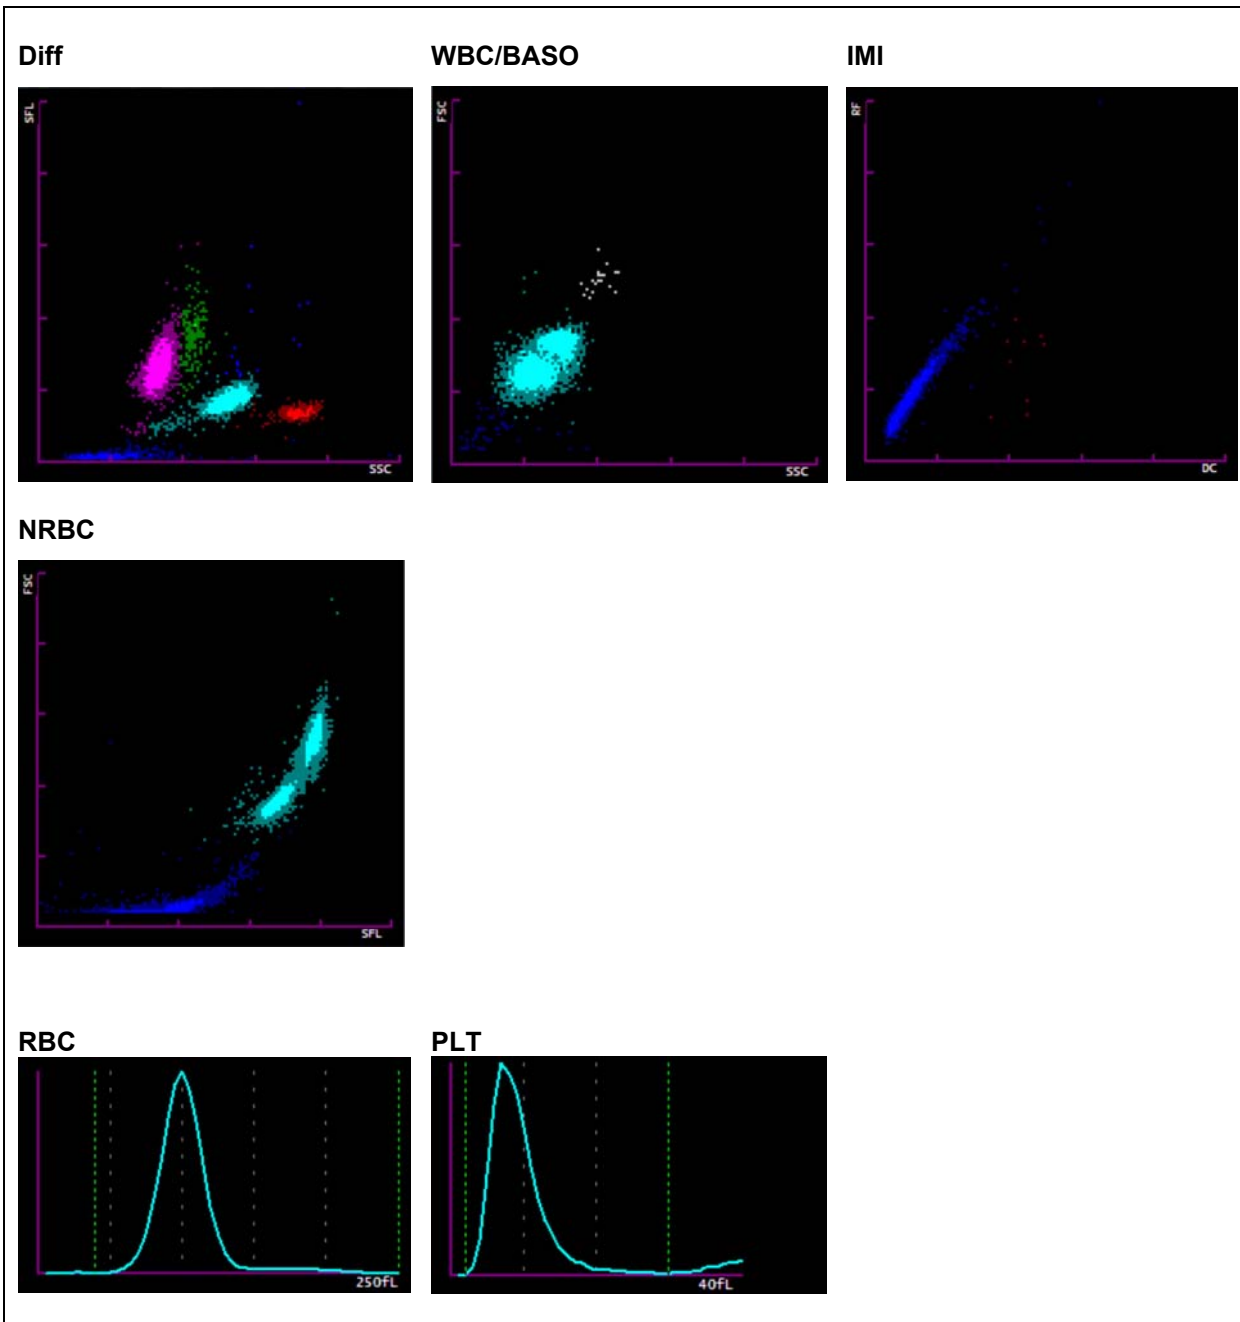 Diff WBC/BASO IMI
SFL FSC RF
SSC SSC DC
NRBC
FSC
SFL
RBC PLT
250fL 40fL